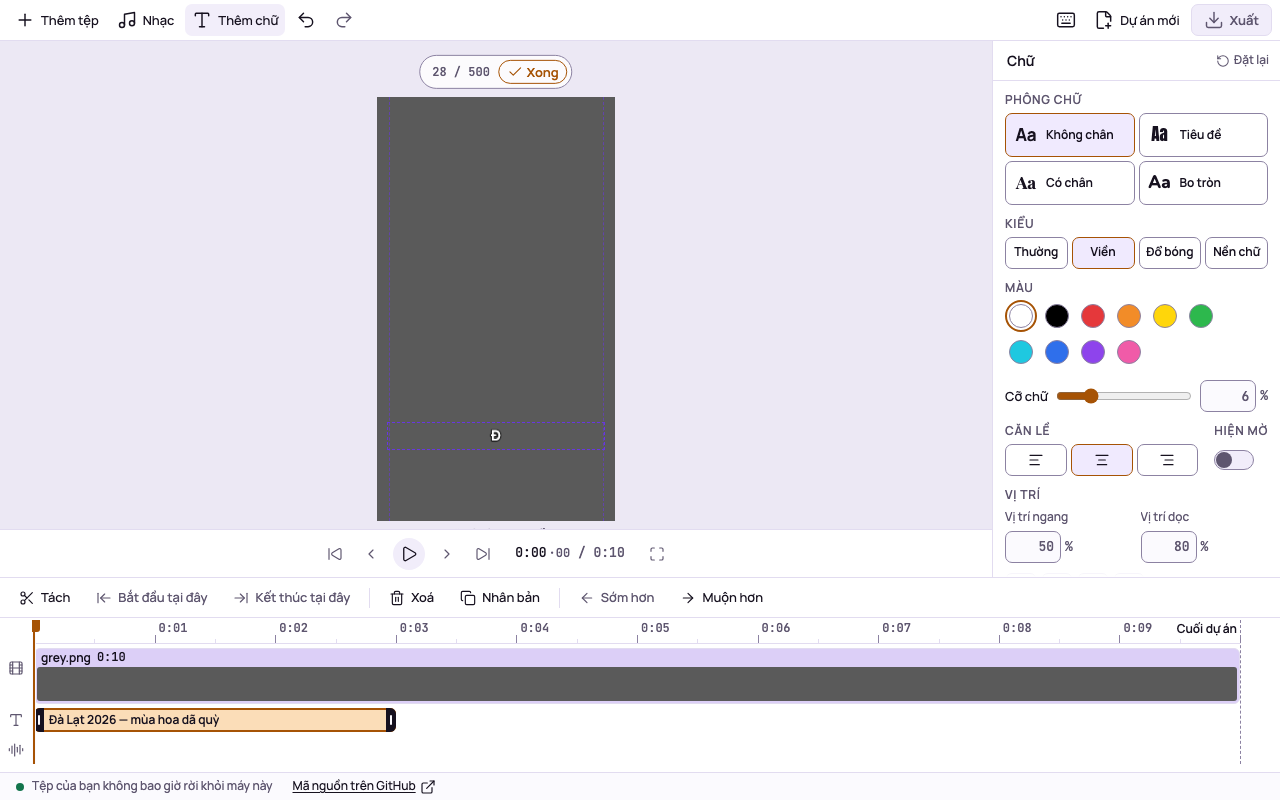 Thêm tệp Nhạc Thêm chữ Dự án mới Xuất
28 / 500 Xong
Chữ Đặt lại
PHÔNG CHỮ
Aa Không chân Aa Tiêu đề
Aa Có chân Aa Bo tròn
KIỂU
Thường Viền Đổ bóng Nền chữ
MÀU
Cỡ chữ 6 %
CĂN LỀ HIỆN MỜ
VỊ TRÍ
Vị trí ngang Vị trí dọc
50 % 80 %
Đ
0:00·00 / 0:10
Tách Bắt đầu tại đây Kết thúc tại đây Xoá Nhân bản Sớm hơn Muộn hơn
0:01 0:02 0:03 0:04 0:05 0:06 0:07 0:08 0:09 Cuối dự án
grey.png 0:10
Đà Lạt 2026 — mùa hoa dã quỳ
Tệp của bạn không bao giờ rời khỏi máy này Mã nguồn trên GitHub